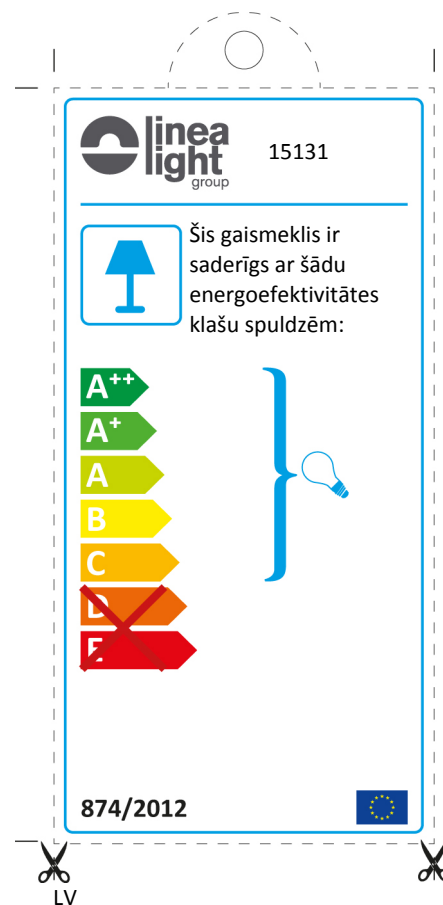 linea
light
group
15131
Šis gaismeklis ir
saderīgs ar šādu
energoefektivitātes
klašu spuldzēm:
A++
A+
A
B
C
D
E
874/2012
LV